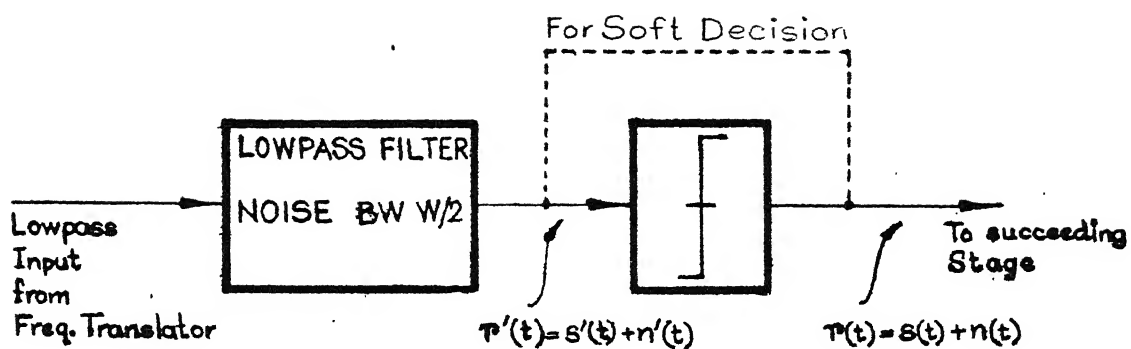 For Soft Decision
LOWPASS FILTER
NOISE BW W/2
Lowpass
Input
from
Freq. Translator
To succeeding
Stage
r'(t)=s'(t)+n'(t)
r(t)=s(t)+n(t)